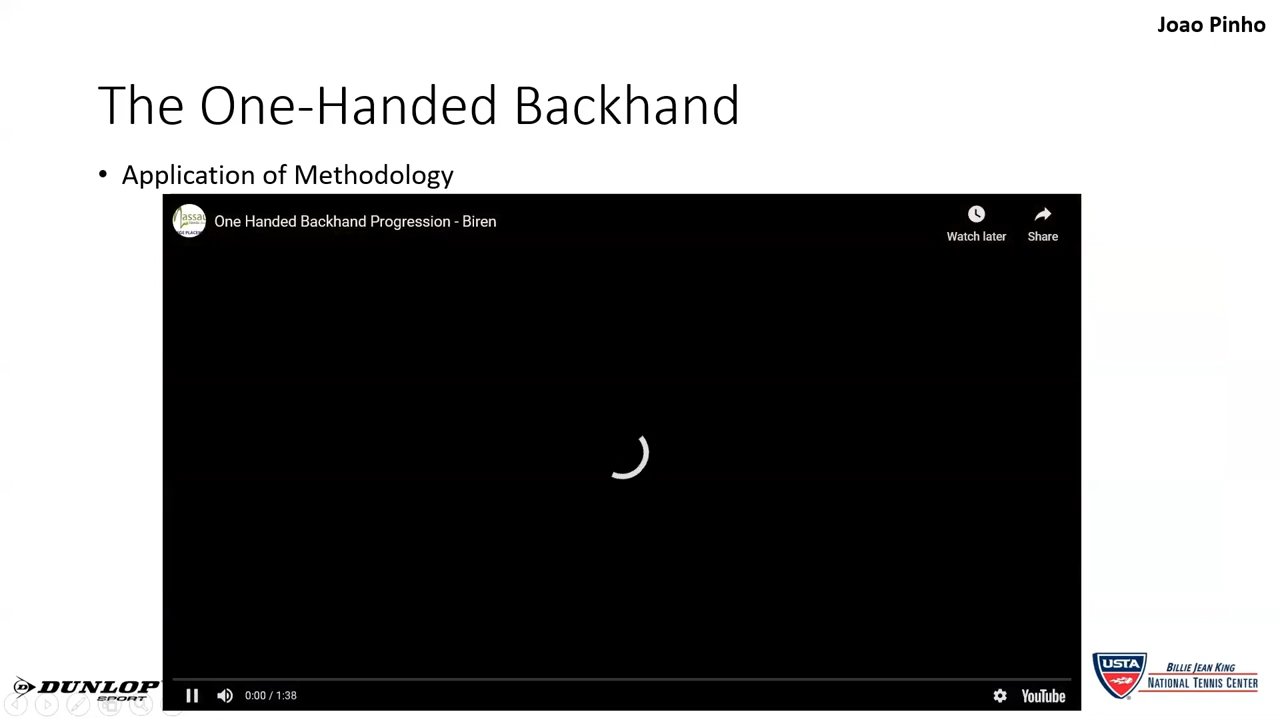 Joao Pinho
The One-Handed Backhand
• Application of Methodology
One Handed Backhand Progression - Biren
Watch later
Share
0:00 / 1:38
YouTube
DUNLOP
SPORT
USTA
BILLIE JEAN KING
NATIONAL TENNIS CENTER